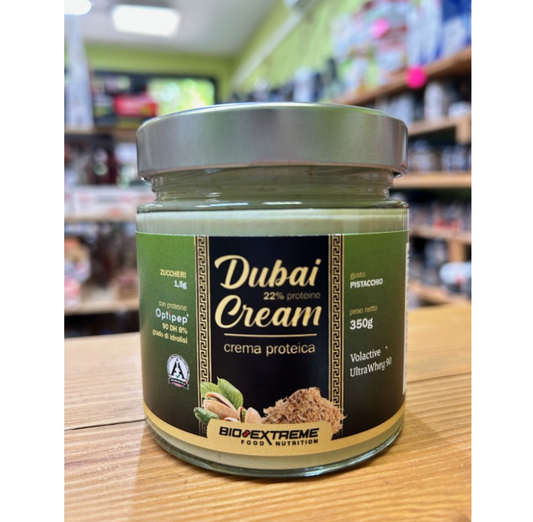 Dubai
22% proteine
Cream
crema proteica
ZUCCHERI
1,5g
con proteine
Optipep
90 DH 8%
grado di idrolisi
gusto
PISTACCHIO
peso netto
350g
Volactive
UltraWhey 90
BIO EXTREME
FOOD NUTRITION